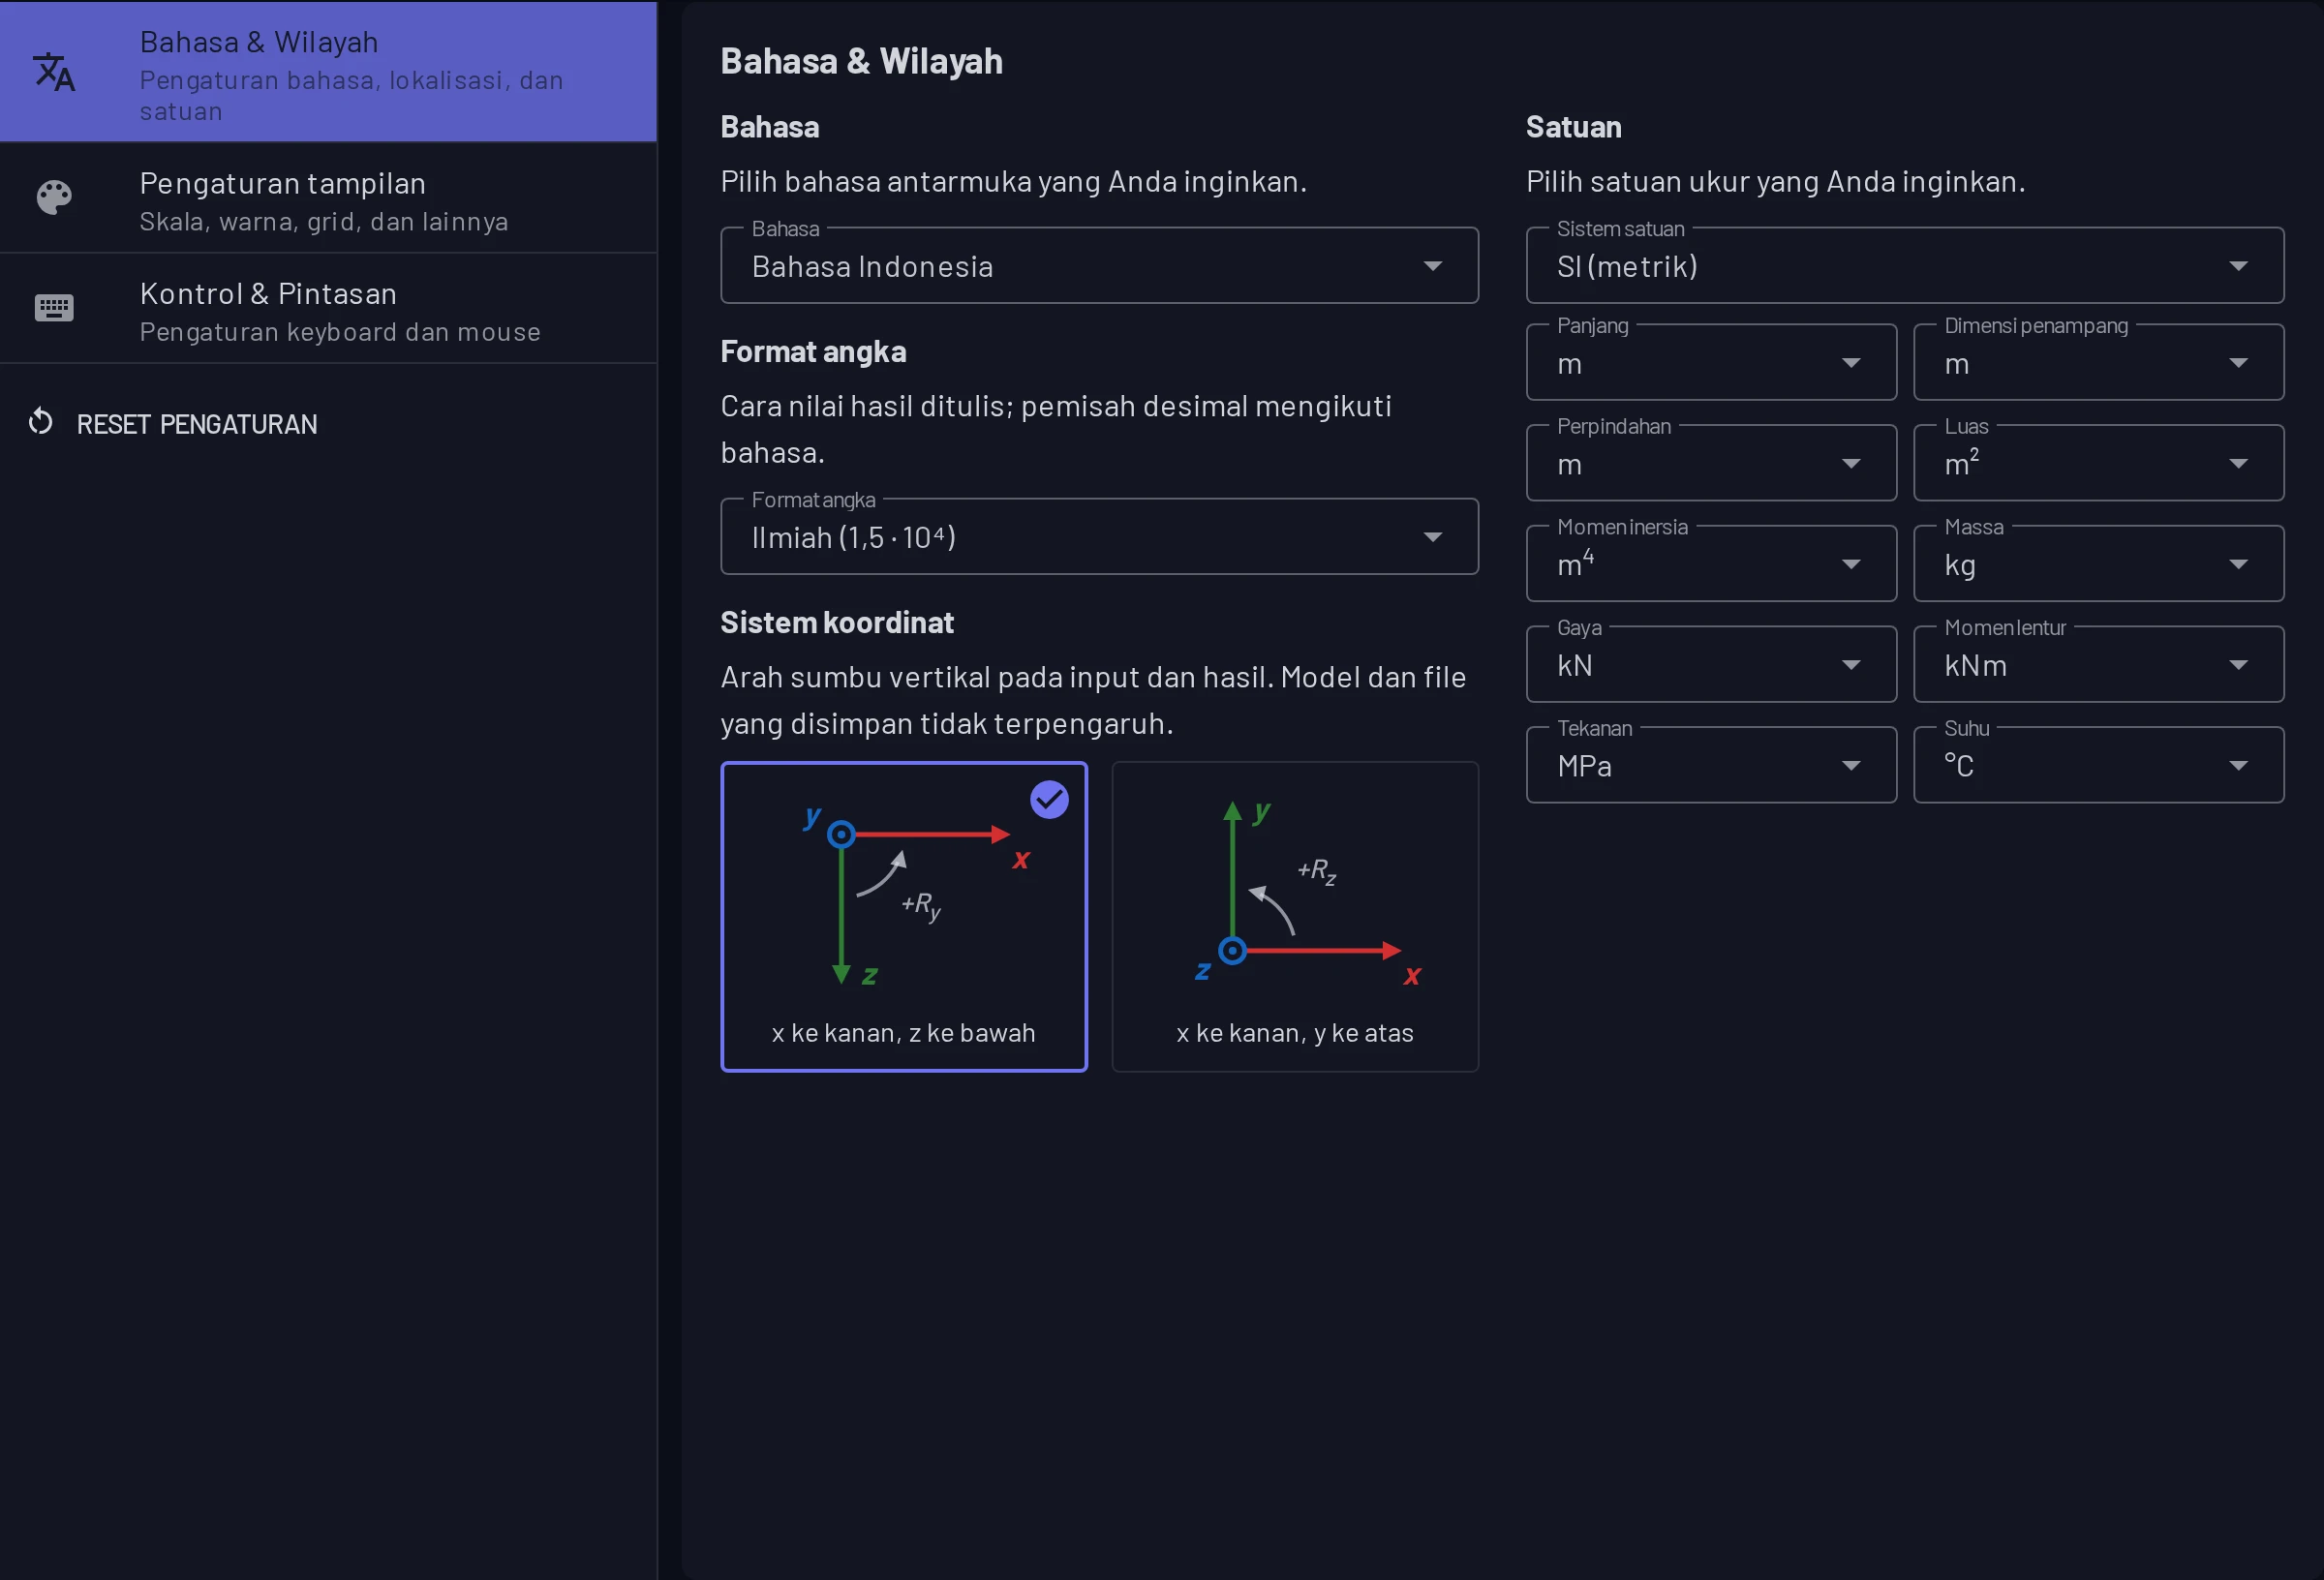 Bahasa & Wilayah
Pengaturan bahasa, lokalisasi, dan
satuan
Pengaturan tampilan
Skala, warna, grid, dan lainnya
Kontrol & Pintasan
Pengaturan keyboard dan mouse
RESET PENGATURAN
Bahasa & Wilayah
Bahasa
Pilih bahasa antarmuka yang Anda inginkan.
Bahasa
Bahasa Indonesia
Format angka
Cara nilai hasil ditulis; pemisah desimal mengikuti
bahasa.
Format angka
Ilmiah (1,5 · 10⁴)
Sistem koordinat
Arah sumbu vertikal pada input dan hasil. Model dan file
yang disimpan tidak terpengaruh.
y
x
+Ry
z
x ke kanan, z ke bawah
y
+Rz
z
x
x ke kanan, y ke atas
Satuan
Pilih satuan ukur yang Anda inginkan.
Sistem satuan
SI (metrik)
Panjang
m
Dimensi penampang
m
Perpindahan
m
Luas
m²
Momen inersia
m⁴
Massa
kg
Gaya
kN
Momen lentur
kNm
Tekanan
MPa
Suhu
°C